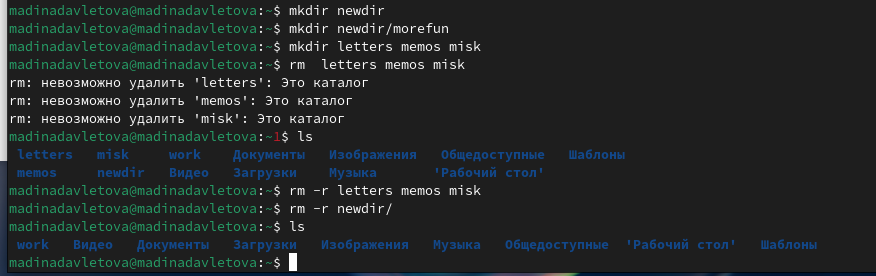 madinadavletova@madinadavletova:~$ mkdir newdir
madinadavletova@madinadavletova:~$ mkdir newdir/morefun
madinadavletova@madinadavletova:~$ mkdir letters memos misk
madinadavletova@madinadavletova:~$ rm  letters memos misk
rm: невозможно удалить 'letters': Это каталог
rm: невозможно удалить 'memos': Это каталог
rm: невозможно удалить 'misk': Это каталог
madinadavletova@madinadavletova:~1$ ls
letters   misk     work    Документы   Изображения   Общедоступные   Шаблоны
memos     newdir   Видео   Загрузки    Музыка       'Рабочий стол'
madinadavletova@madinadavletova:~$ rm -r letters memos misk
madinadavletova@madinadavletova:~$ rm -r newdir/
madinadavletova@madinadavletova:~$ ls
work   Видео   Документы   Загрузки   Изображения   Музыка   Общедоступные  'Рабочий стол'   Шаблоны
madinadavletova@madinadavletova:~$